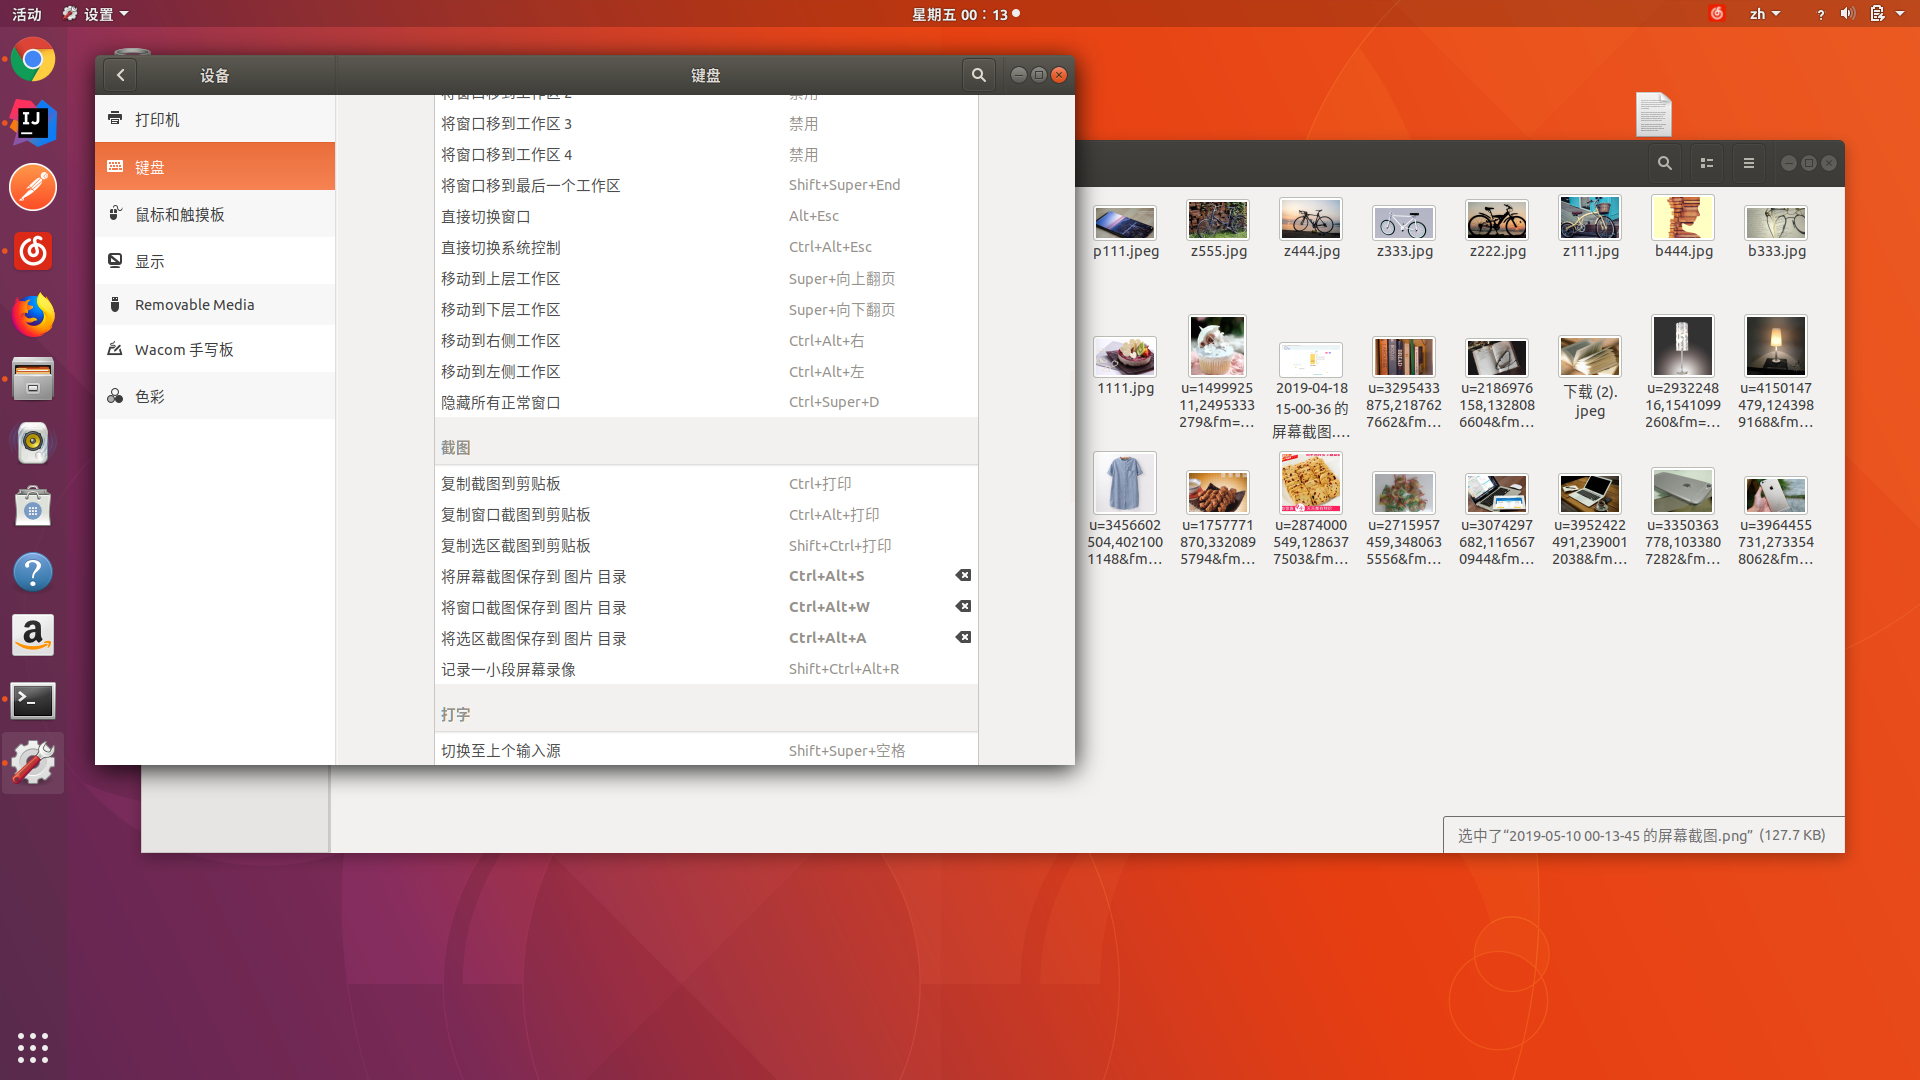 活动
设置
星期五 00：13
zh
设备
键盘
打印机
键盘
鼠标和触摸板
显示
Removable Media
Wacom 手写板
色彩
将窗口移到工作区 2 禁用
将窗口移到工作区 3 禁用
将窗口移到工作区 4 禁用
将窗口移到最后一个工作区 Shift+Super+End
直接切换窗口 Alt+Esc
直接切换系统控制 Ctrl+Alt+Esc
移动到上层工作区 Super+向上翻页
移动到下层工作区 Super+向下翻页
移动到右侧工作区 Ctrl+Alt+右
移动到左侧工作区 Ctrl+Alt+左
隐藏所有正常窗口 Ctrl+Super+D
截图
复制截图到剪贴板 Ctrl+打印
复制窗口截图到剪贴板 Ctrl+Alt+打印
复制选区截图到剪贴板 Shift+Ctrl+打印
将屏幕截图保存到 图片 目录 Ctrl+Alt+S
将窗口截图保存到 图片 目录 Ctrl+Alt+W
将选区截图保存到 图片 目录 Ctrl+Alt+A
记录一小段屏幕录像 Shift+Ctrl+Alt+R
打字
切换至上个输入源 Shift+Super+空格
p111.jpeg
z555.jpg
z444.jpg
z333.jpg
z222.jpg
z111.jpg
b444.jpg
b333.jpg
1111.jpg
u=1499925
11,2495333
279&fm=…
2019-04-18
15-00-36 的
屏幕截图.…
u=3295433
875,218762
7662&fm…
u=2186976
158,132808
6604&fm…
下载 (2).
jpeg
u=2932248
16,1541099
260&fm=…
u=4150147
479,124398
9168&fm…
u=3456602
504,402100
1148&fm…
u=1757771
870,332089
5794&fm…
u=2874000
549,128637
7503&fm…
u=2715957
459,348063
5556&fm…
u=3074297
682,116567
0944&fm…
u=3952422
491,239001
2038&fm…
u=3350363
778,103380
7282&fm…
u=3964455
731,273354
8062&fm…
选中了“2019-05-10 00-13-45 的屏幕截图.png” (127.7 KB)